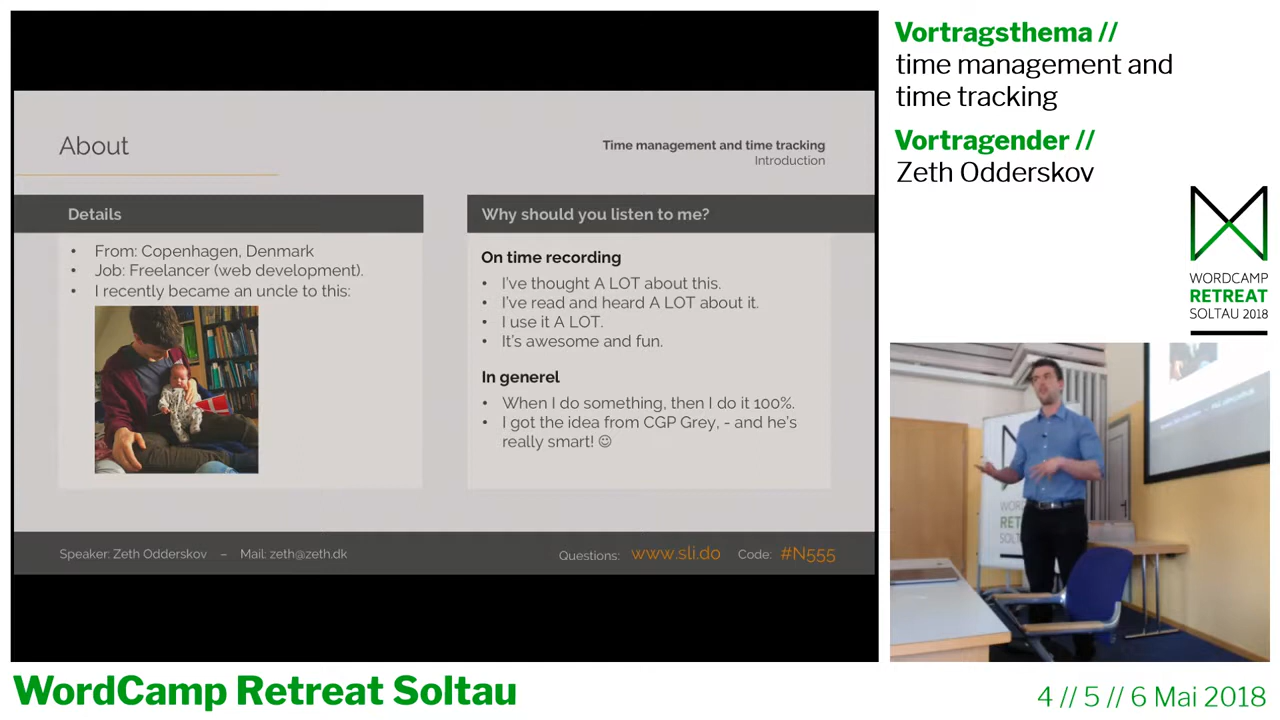 About
Time management and time tracking
Introduction
Details
• From: Copenhagen, Denmark
• Job: Freelancer (web development).
• I recently became an uncle to this:
Why should you listen to me?
On time recording
• I've thought A LOT about this.
• I've read and heard A LOT about it.
• I use it A LOT.
• It's awesome and fun.
In generel
• When I do something, then I do it 100%.
• I got the idea from CGP Grey, - and he's
really smart! ☺
Speaker: Zeth Odderskov – Mail: zeth@zeth.dk
Questions: www.sli.do Code: #N555
Vortragsthema //
time management and
time tracking
Vortragender //
Zeth Odderskov
WORDCAMP
RETREAT
SOLTAU 2018
WordCamp Retreat Soltau
4 // 5 // 6 Mai 2018